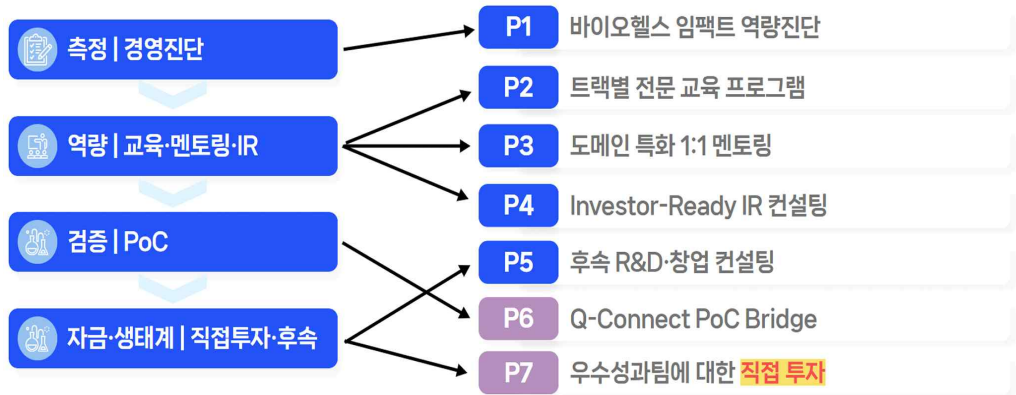 측정 | 경영진단
역량 | 교육·멘토링·IR
검증 | PoC
자금·생태계 | 직접투자·후속
P1 바이오헬스 임팩트 역량진단
P2 트랙별 전문 교육 프로그램
P3 도메인 특화 1:1 멘토링
P4 Investor-Ready IR 컨설팅
P5 후속 R&D·창업 컨설팅
P6 Q-Connect PoC Bridge
P7 우수성과팀에 대한 직접 투자